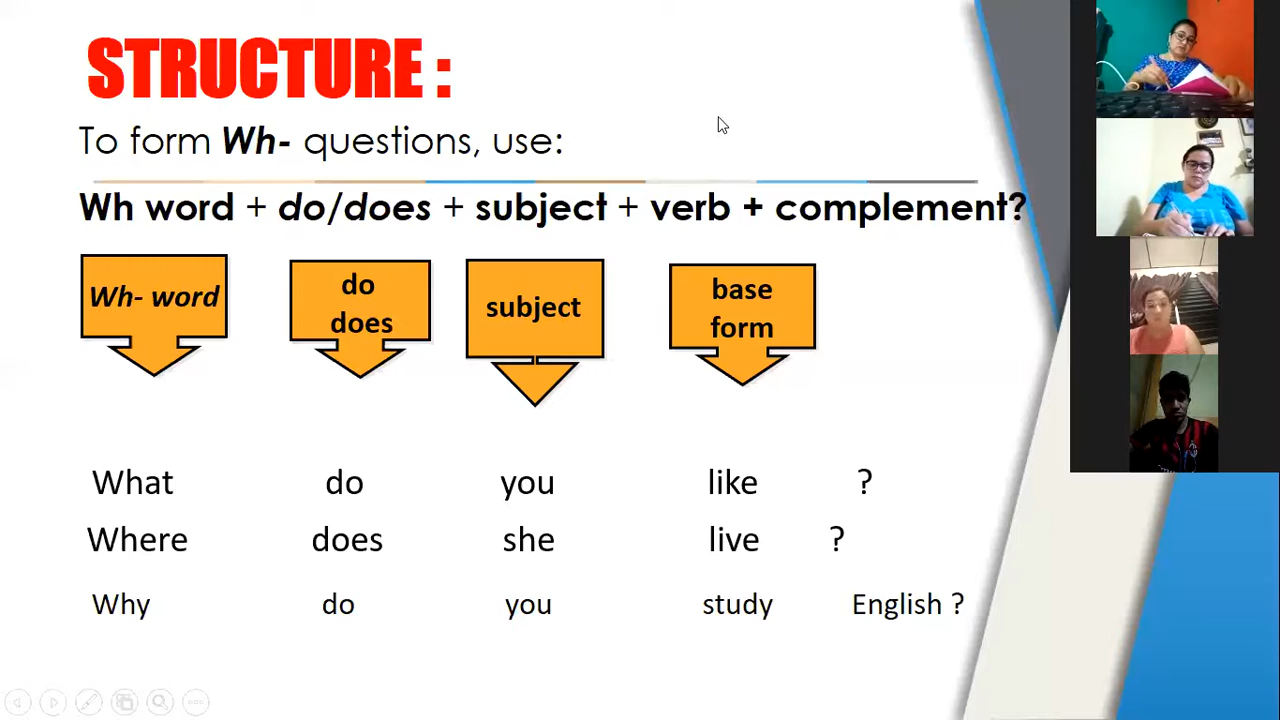 STRUCTURE :
To form Wh- questions, use:
Wh word + do/does + subject + verb + complement?
Wh- word
do
does
subject
base
form
What do you like ?
Where does she live ?
Why do you study English ?